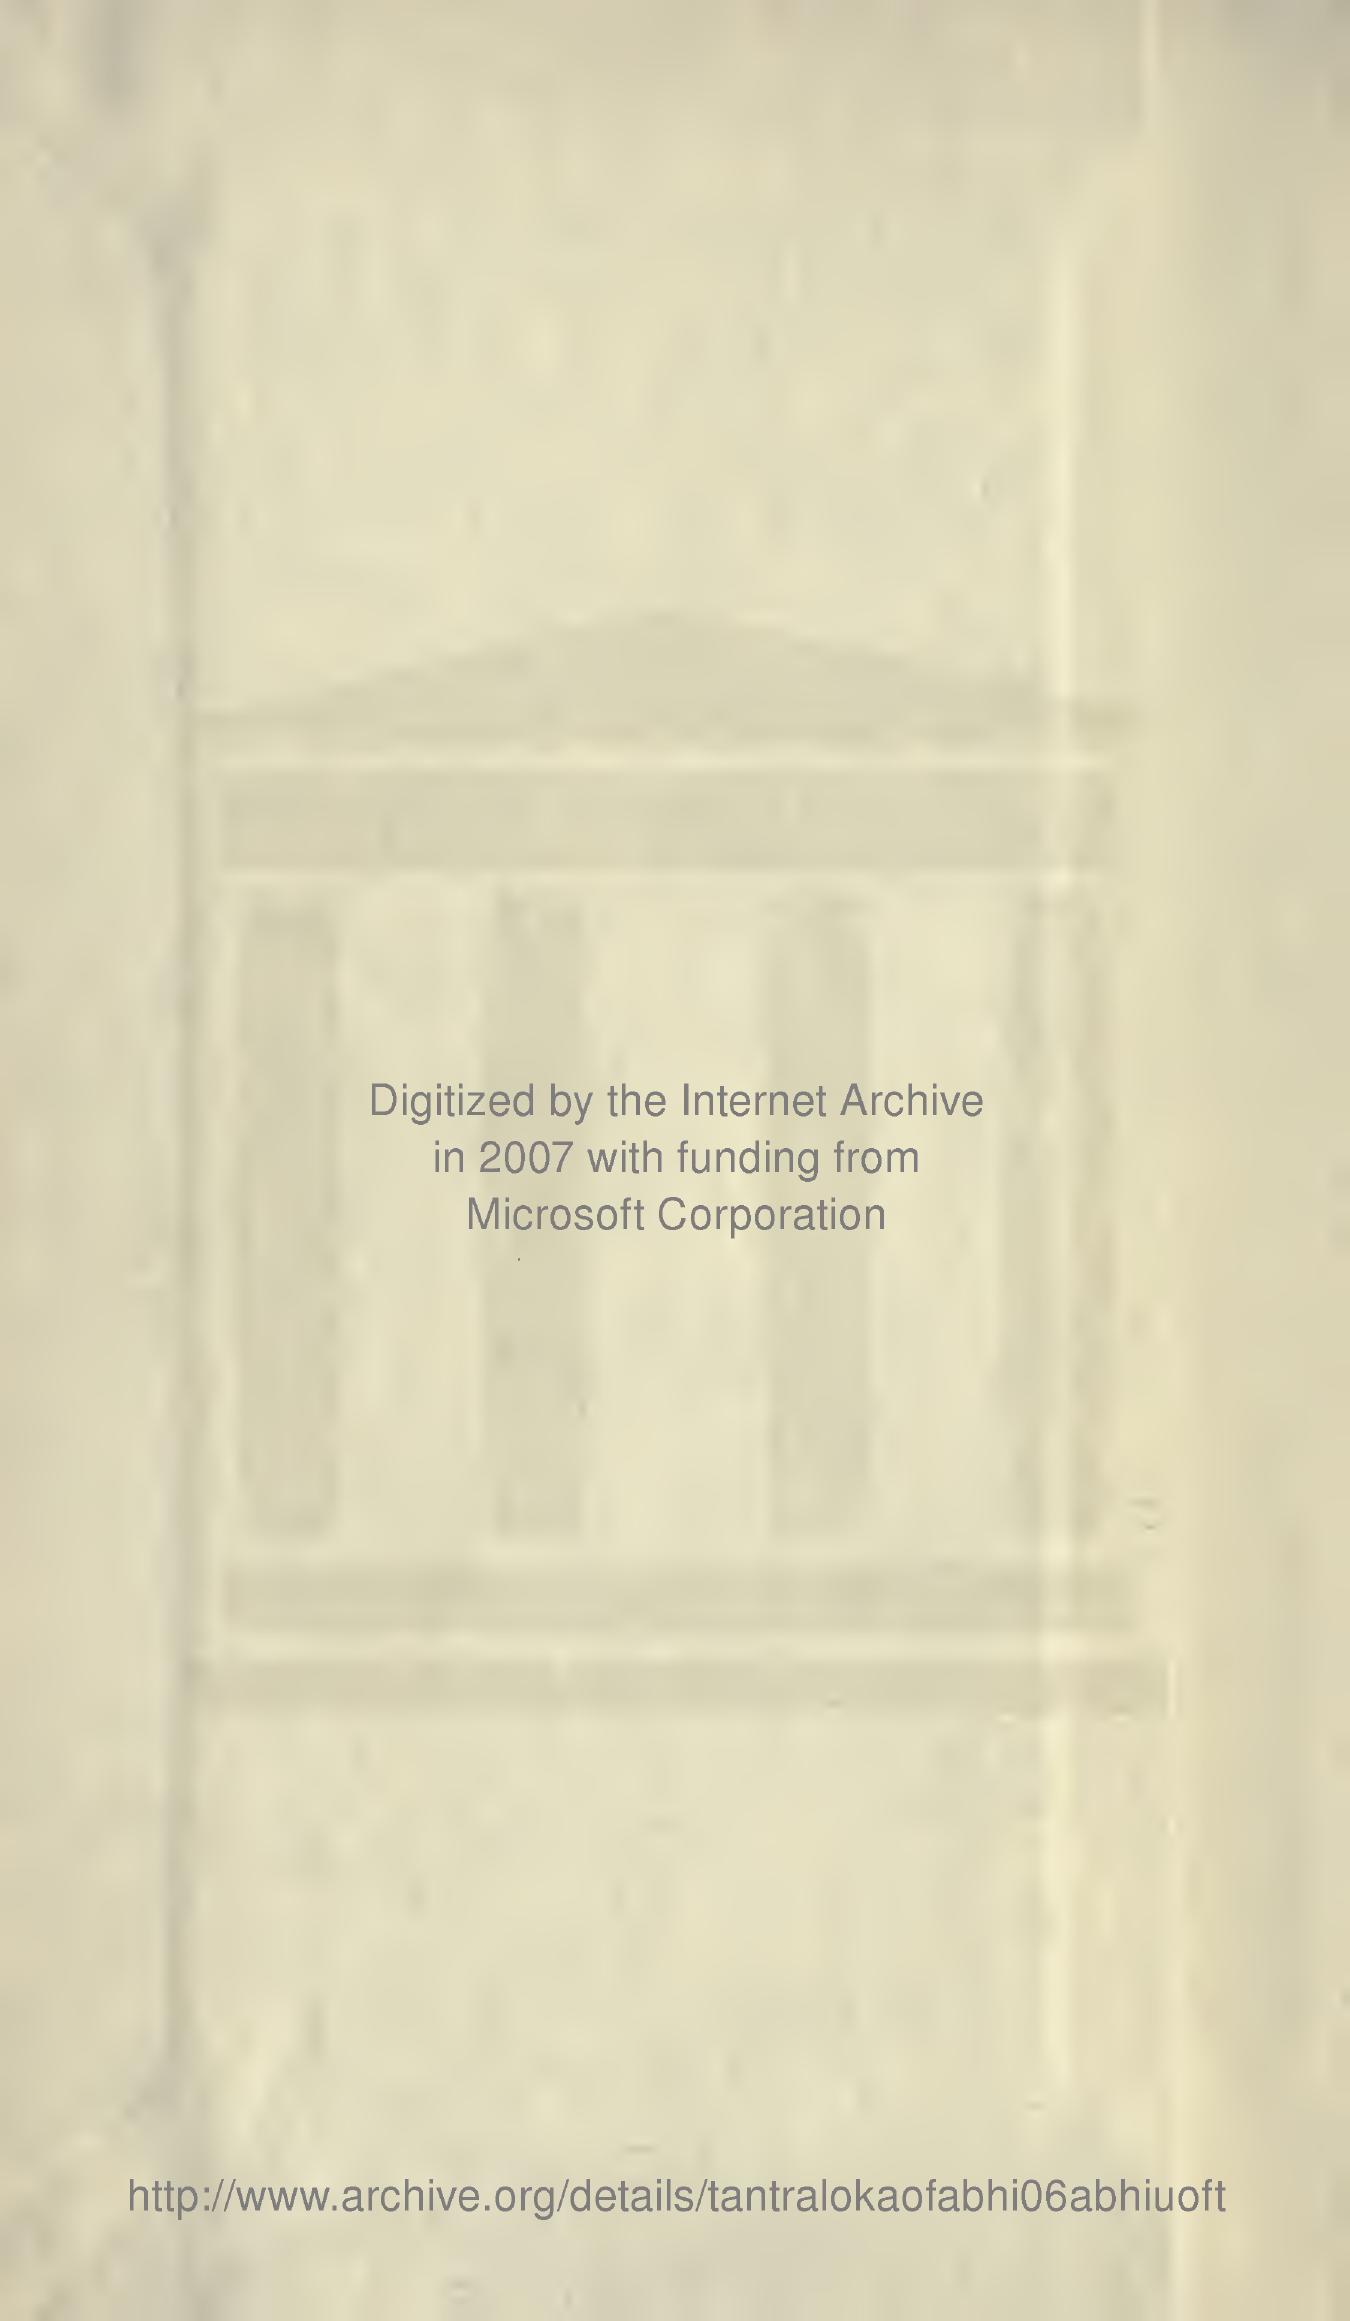 Digitized by the Internet Archive
in 2007 with funding from
Microsoft Corporation
http://www.archive.org/details/tantralokaofabhi06abhiuoft